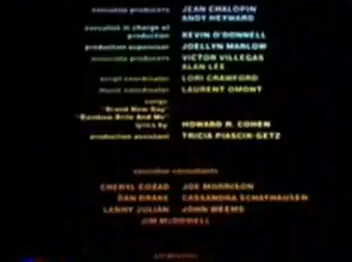 executive producers JEAN CHALOPIN
ANDY HEYWARD
executive in charge of
production KEVIN O'DONNELL
production supervisor JOELLYN MARLOW
associate producers VICTOR VILLEGAS
ALAN LEE
script coordinator LORI CRAWFORD
music coordinator LAURENT OMONT
songs
"Brand New Day"
"Rainbow Brite And Me"
lyrics by HOWARD R. COHEN
production assistant TRICIA PIASCIK-GETZ
executive consultants
CHERYL COZAD JOE MORRISON
DAN DRAKE CASSANDRA SCHAFHAUSEN
LANNY JULIAN JOHN WEEMS
JIM McDOWELL